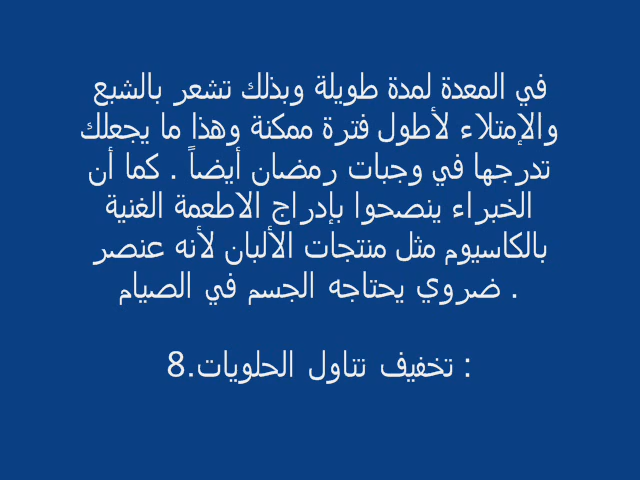 في المعدة لمدة طويلة وبذلك تشعر بالشبع
والإمتلاء لأطول فترة ممكنة وهذا ما يجعلك
تدرجها في وجبات رمضان أيضاً . كما أن
الخبراء ينصحوا بإدراج الاطعمة الغنية
بالكاسيوم مثل منتجات الألبان لأنه عنصر
ضروي يحتاجه الجسم في الصيام .
8.تخفيف تناول الحلويات :